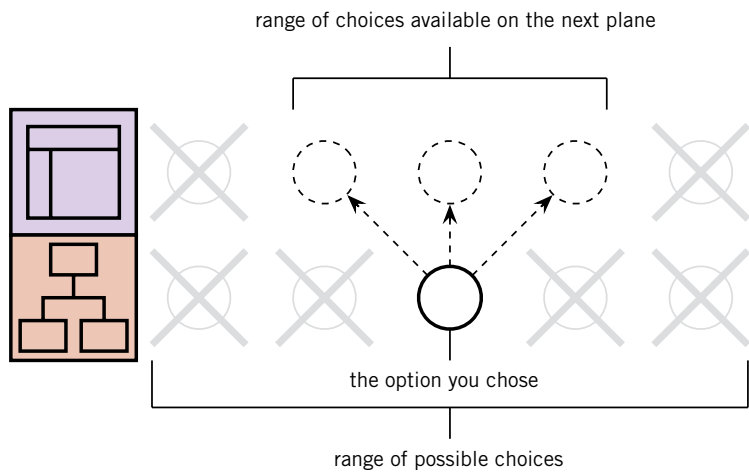 range of choices available on the next plane
the option you chose
range of possible choices